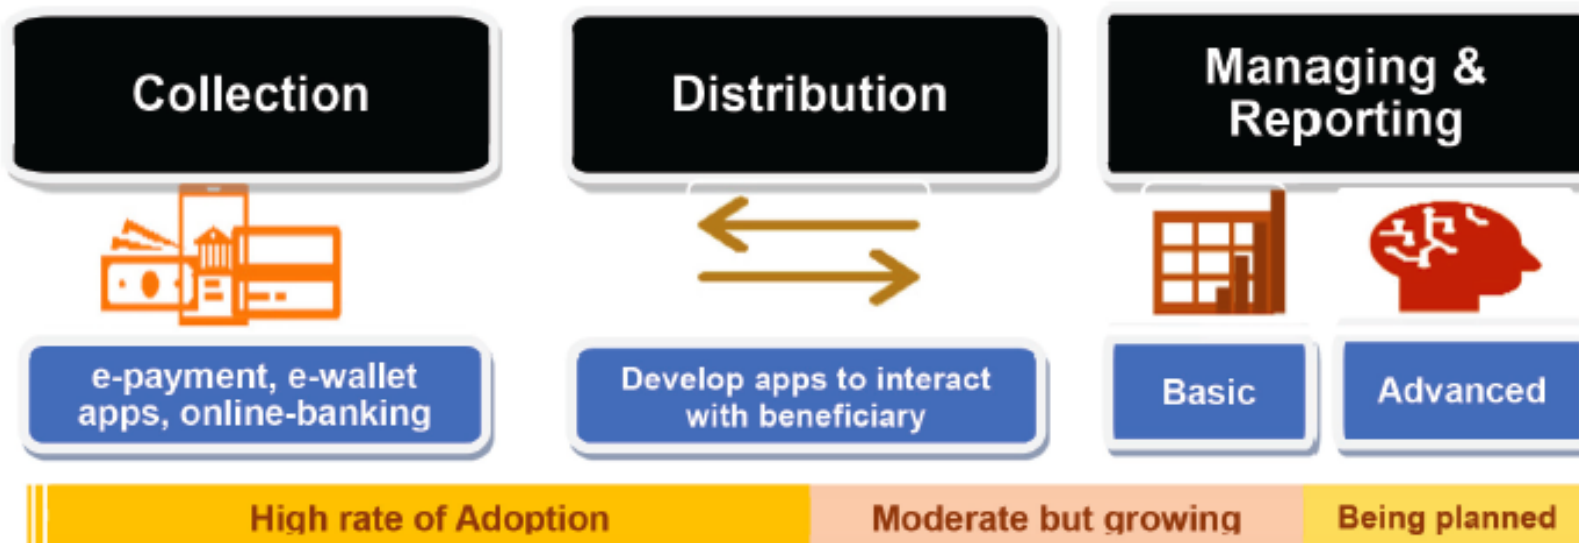 Collection
Distribution
Managing &
Reporting
e-payment, e-wallet
apps, online-banking
Develop apps to interact
with beneficiary
Basic
Advanced
High rate of Adoption
Moderate but growing
Being planned